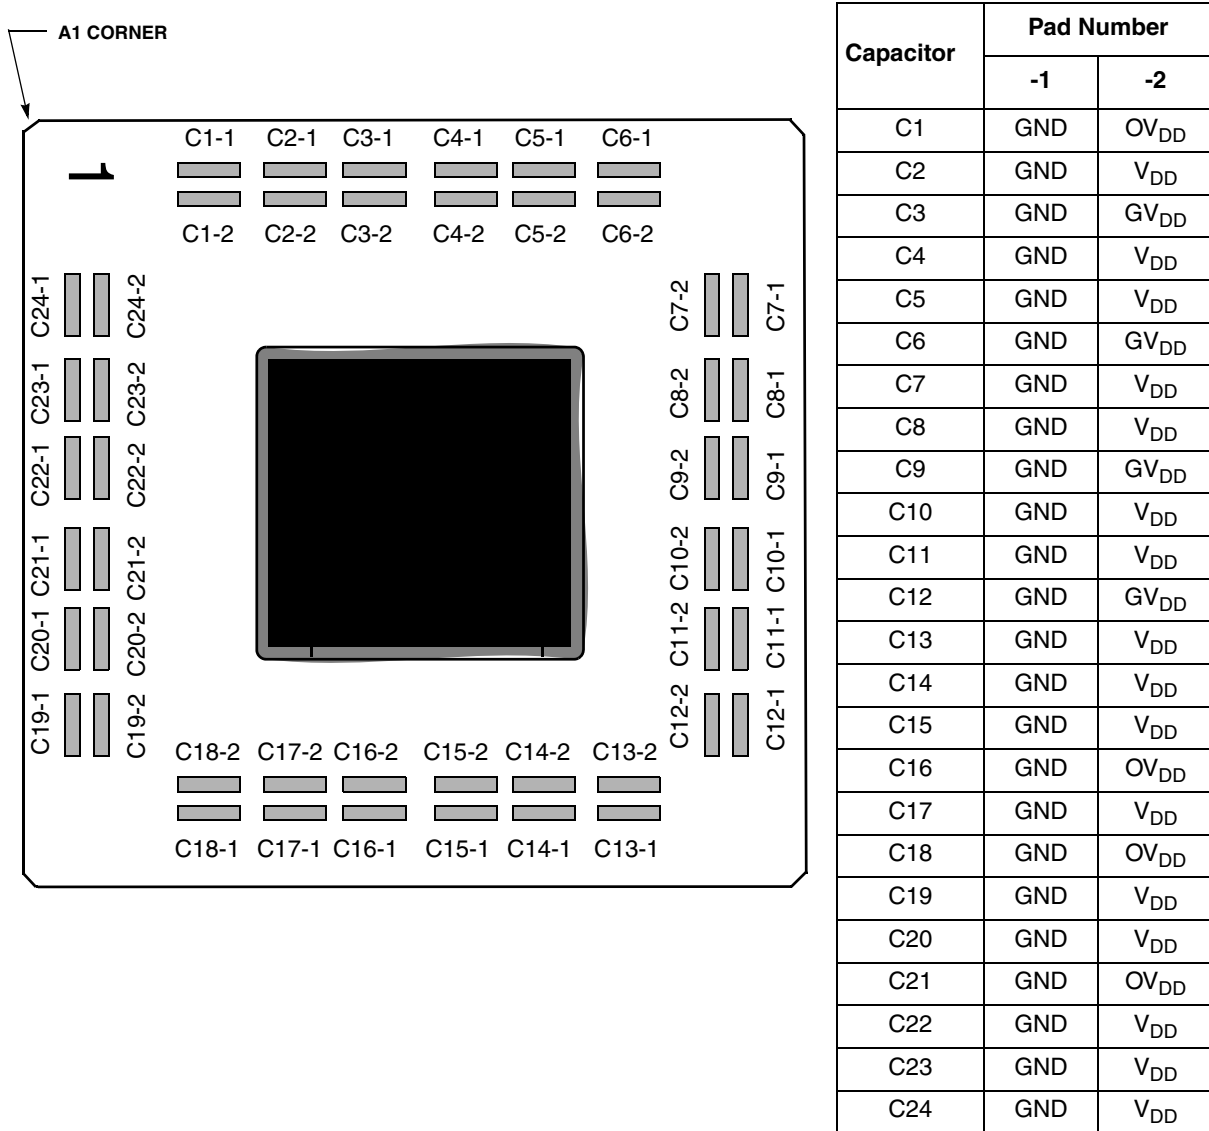 A1 CORNER
1
C1-1 C2-1 C3-1 C4-1 C5-1 C6-1
C1-2 C2-2 C3-2 C4-2 C5-2 C6-2
C24-1 C24-2 C7-2 C7-1
C23-1 C23-2 C8-2 C8-1
C22-1 C22-2 C9-2 C9-1
C21-1 C21-2 C10-2 C10-1
C20-1 C20-2 C11-2 C11-1
C19-1 C19-2 C12-2 C12-1
C18-2 C17-2 C16-2 C15-2 C14-2 C13-2
C18-1 C17-1 C16-1 C15-1 C14-1 C13-1
Capacitor Pad Number
-1 -2
C1 GND OVDD
C2 GND VDD
C3 GND GVDD
C4 GND VDD
C5 GND VDD
C6 GND GVDD
C7 GND VDD
C8 GND VDD
C9 GND GVDD
C10 GND VDD
C11 GND VDD
C12 GND GVDD
C13 GND VDD
C14 GND VDD
C15 GND VDD
C16 GND OVDD
C17 GND VDD
C18 GND OVDD
C19 GND VDD
C20 GND VDD
C21 GND OVDD
C22 GND VDD
C23 GND VDD
C24 GND VDD